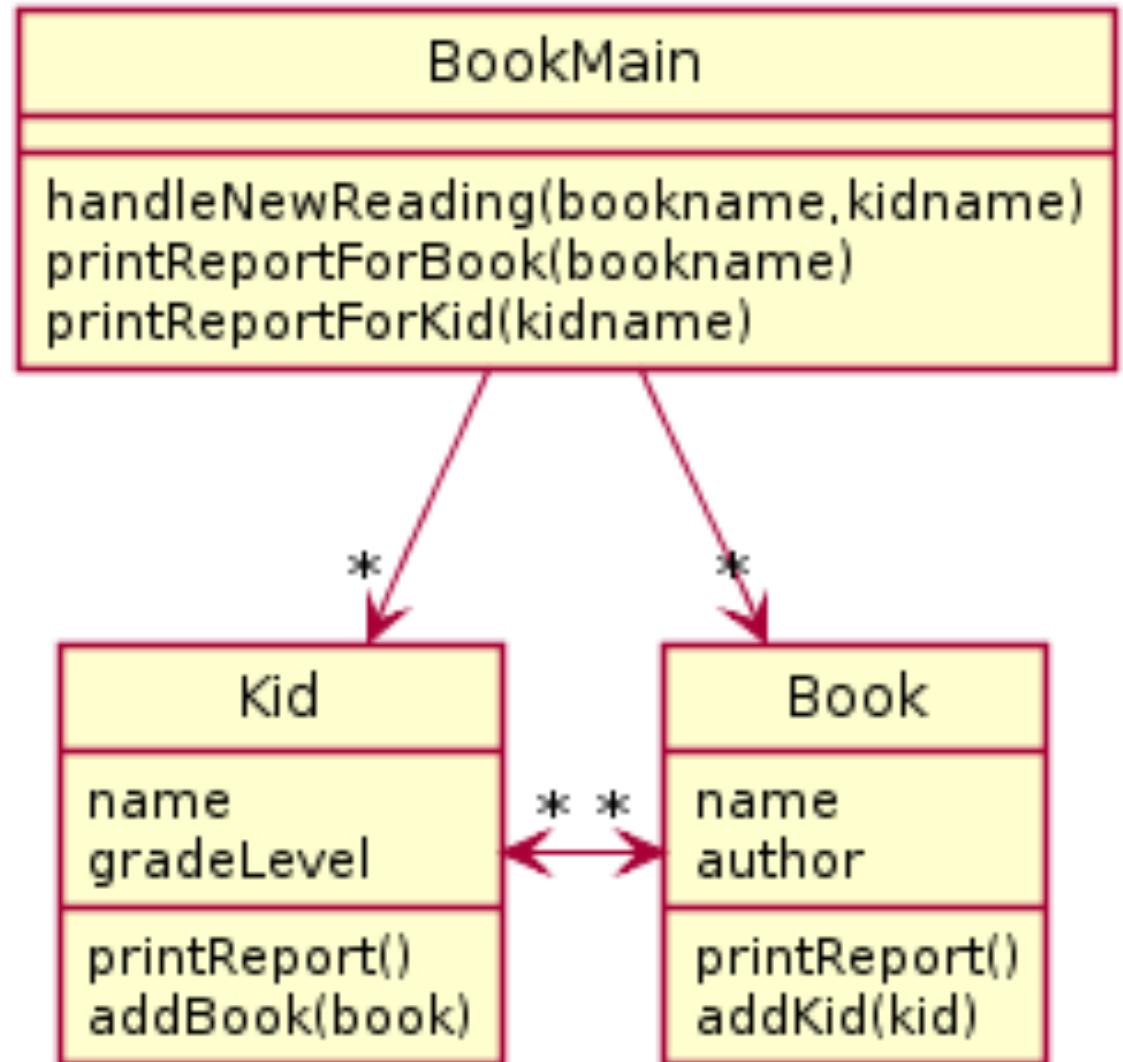 BookMain
handleNewReading(bookname,kidname)
printReportForBook(bookname)
printReportForKid(kidname)
*
*
Kid
name
gradeLevel
printReport()
addBook(book)
* *
Book
name
author
printReport()
addKid(kid)